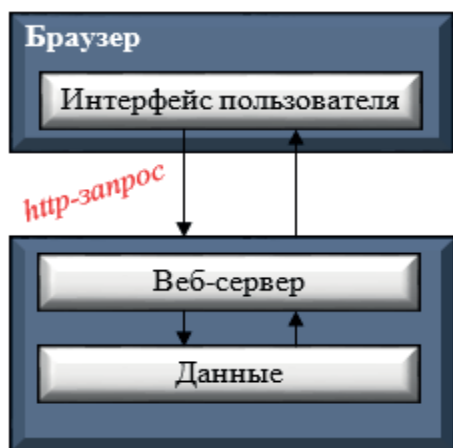 Браузер
Интерфейс пользователя
http-запрос
Веб-сервер
Данные